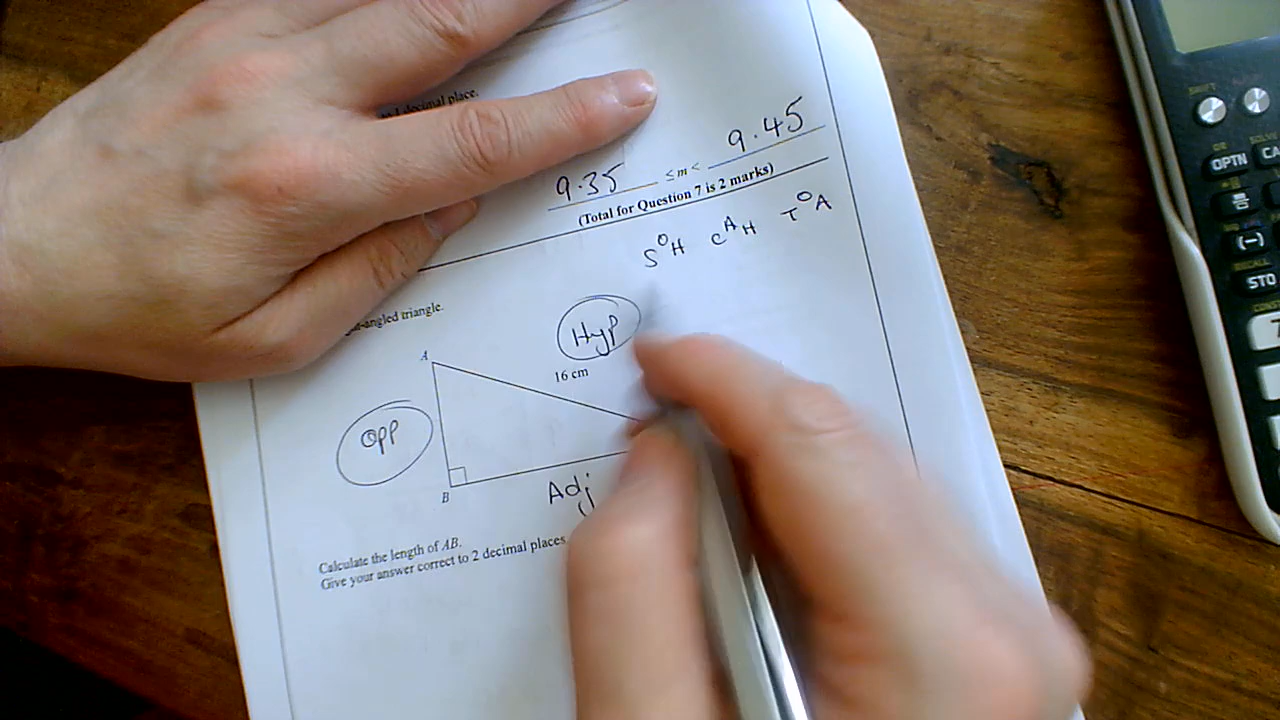 decimal place.
9.35 ≤ m < 9.45
(Total for Question 7 is 2 marks)
SOH CAH TOA
-angled triangle.
Hyp
A
16 cm
Opp
B
Adj
Calculate the length of AB.
Give your answer correct to 2 decimal places
OPTN
(-)
STO